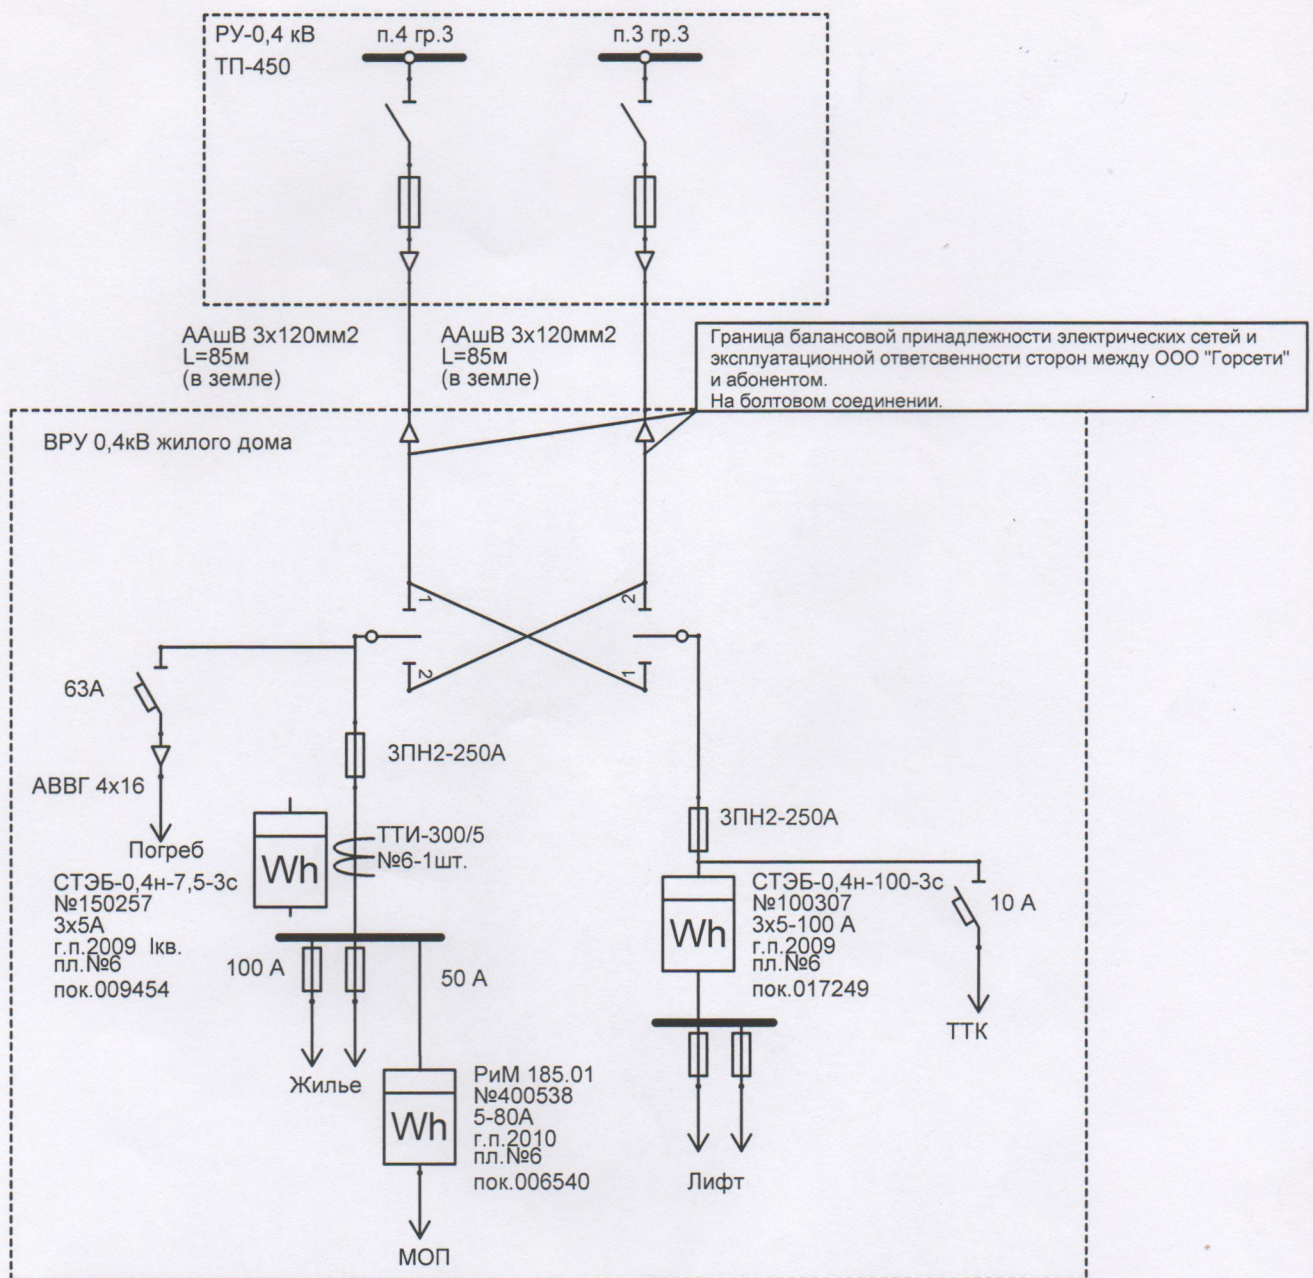 РУ-0,4 кВ
ТП-450
п.4 гр.3
п.3 гр.3
ААшВ 3х120мм2
L=85м
(в земле)
ААшВ 3х120мм2
L=85м
(в земле)
Граница балансовой принадлежности электрических сетей и
эксплуатационной ответсвенности сторон между ООО "Горсети"
и абонентом.
На болтовом соединении.
ВРУ 0,4кВ жилого дома
1
2
2
1
63А
АВВГ 4х16
Погреб
3ПН2-250А
ТТИ-300/5
№6-1шт.
Wh
СТЭБ-0,4н-7,5-3с
№150257
3х5А
г.п.2009 Iкв.
пл.№6
пок.009454
100 А
50 А
Жилье
Wh
РиМ 185.01
№400538
5-80А
г.п.2010
пл.№6
пок.006540
МОП
3ПН2-250А
Wh
СТЭБ-0,4н-100-3с
№100307
3х5-100 А
г.п.2009
пл.№6
пок.017249
10 А
ТТК
Лифт